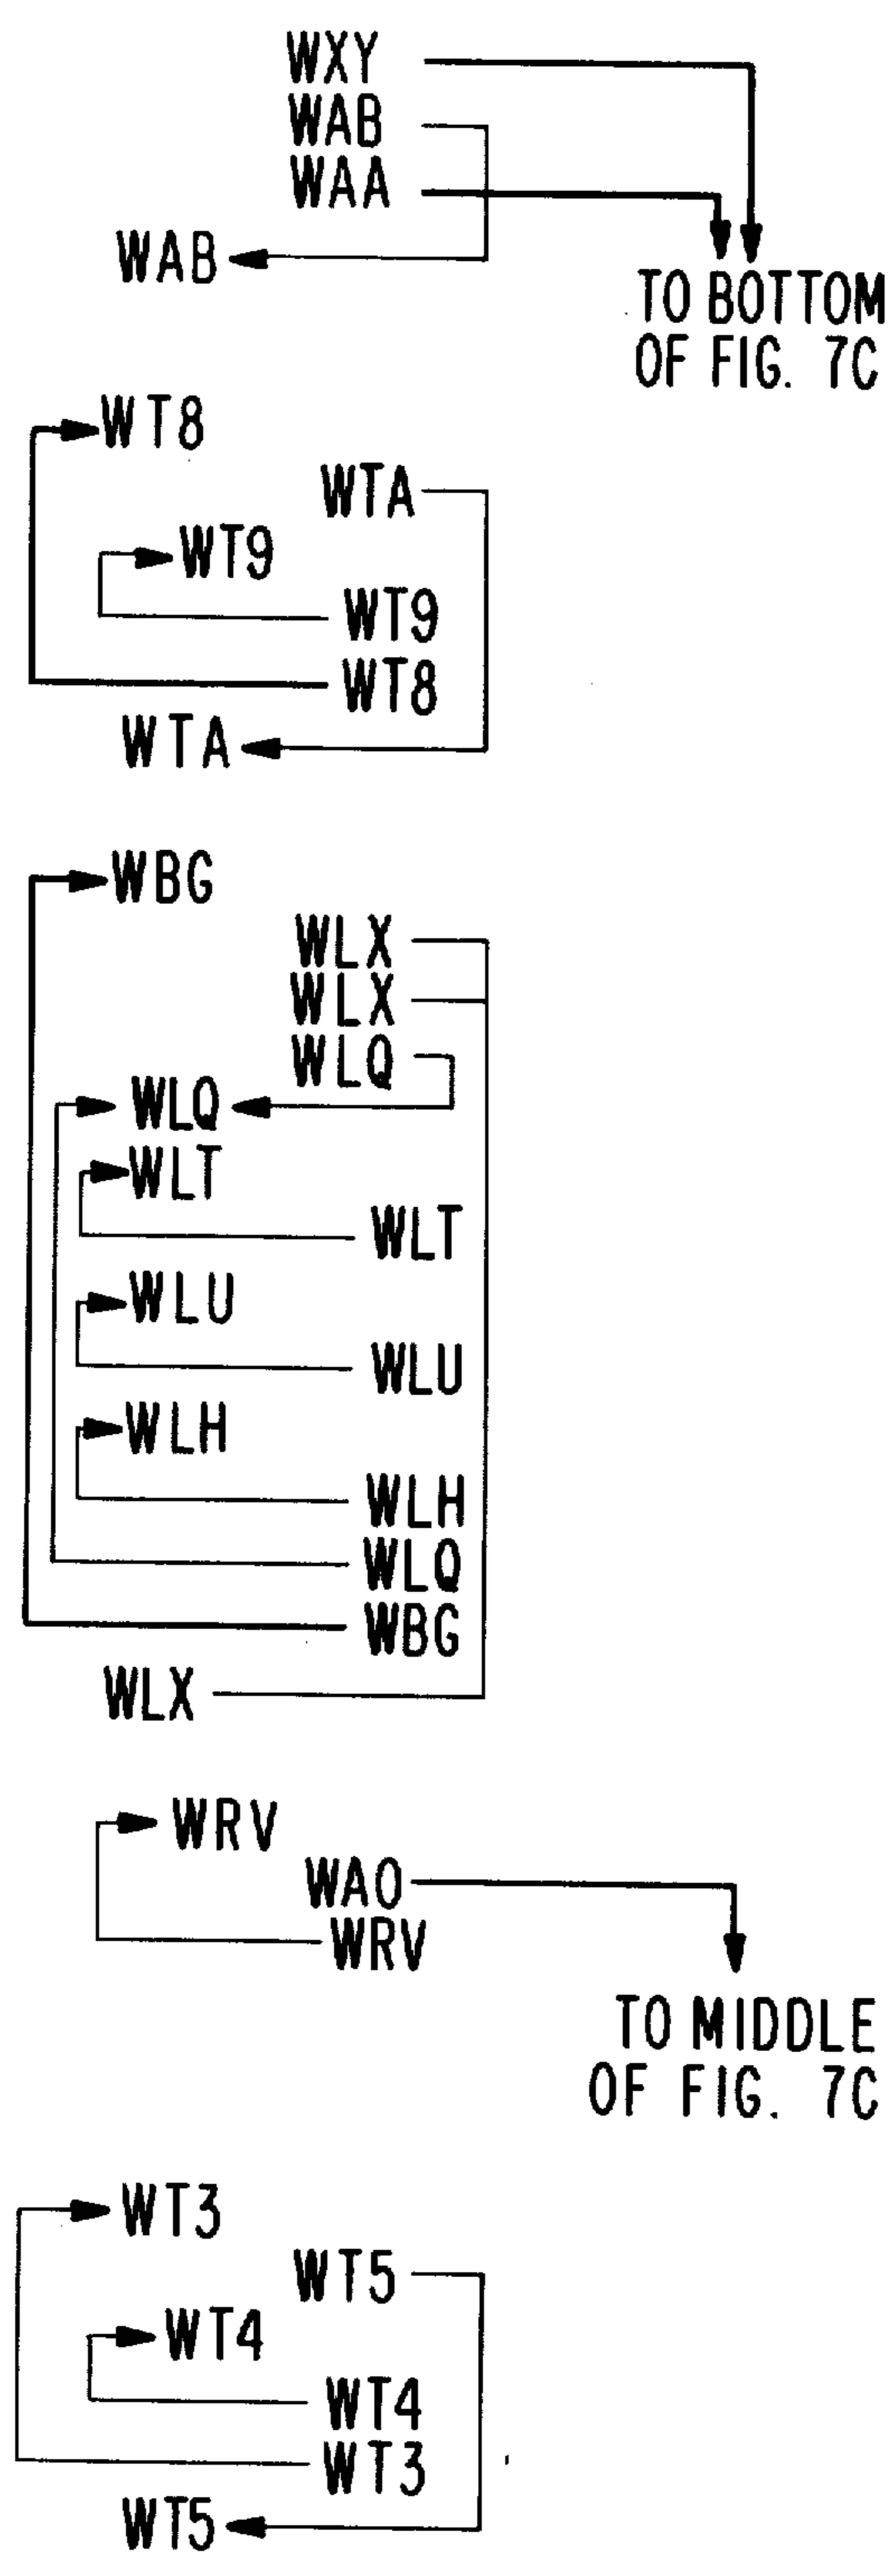 WXY
WAB
WAA
WAB
TO BOTTOM
OF FIG. 7C
WT8
WTA
WT9
WT9
WT8
WTA
WBG
WLX
WLX
WLQ
WLQ
WLT
WLT
WLU
WLU
WLH
WLH
WLQ
WBG
WLX
WRV
WAO
WRV
TO MIDDLE
OF FIG. 7C
WT3
WT5
WT4
WT4
WT3
WT5